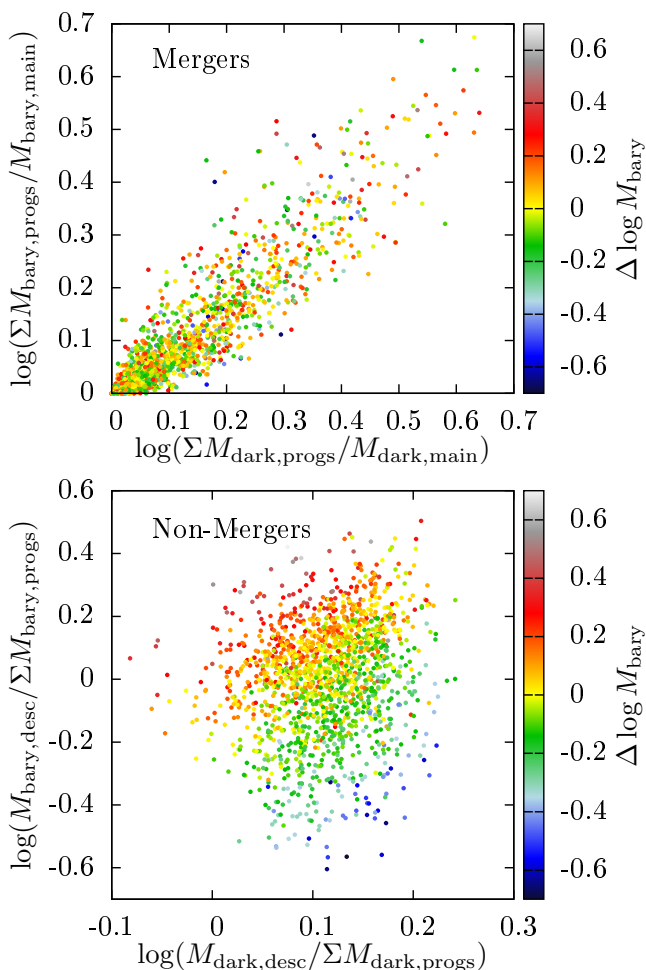 0.7
0.6
0.5
0.4
0.3
0.2
0.1
0
log(ΣM_bary,progs/M_bary,main)
Mergers
0 0.1 0.2 0.3 0.4 0.5 0.6 0.7
log(ΣM_dark,progs/M_dark,main)
0.6
0.4
0.2
0
-0.2
-0.4
-0.6
Δ log M_bary
0.6
0.4
0.2
0
-0.2
-0.4
-0.6
log(M_bary,desc/ΣM_bary,progs)
Non-Mergers
-0.1 0 0.1 0.2 0.3
log(M_dark,desc/ΣM_dark,progs)
0.6
0.4
0.2
0
-0.2
-0.4
-0.6
Δ log M_bary